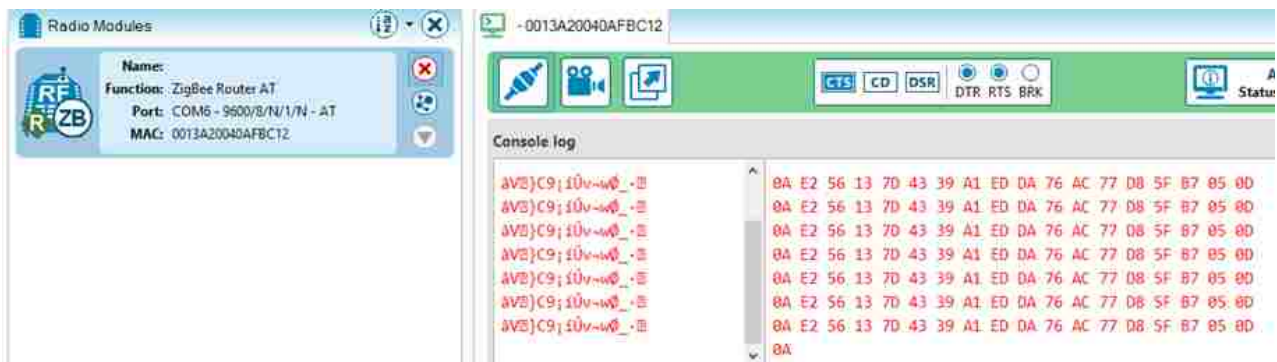 Radio Modules
Name:
Function: ZigBee Router AT
Port: COM6 - 9600/8/N/1/N - AT
MAC: 0013A20040AFBC12
RF
R
ZB
- 0013A20040AFBC12
CTS CD DSR DTR RTS BRK
Status
Console log
0A E2 56 13 7D 43 39 A1 ED DA 76 AC 77 D8 5F B7 05 0D
0A E2 56 13 7D 43 39 A1 ED DA 76 AC 77 D8 5F B7 05 0D
0A E2 56 13 7D 43 39 A1 ED DA 76 AC 77 D8 5F B7 05 0D
0A E2 56 13 7D 43 39 A1 ED DA 76 AC 77 D8 5F B7 05 0D
0A E2 56 13 7D 43 39 A1 ED DA 76 AC 77 D8 5F B7 05 0D
0A E2 56 13 7D 43 39 A1 ED DA 76 AC 77 D8 5F B7 05 0D
0A E2 56 13 7D 43 39 A1 ED DA 76 AC 77 D8 5F B7 05 0D
0A